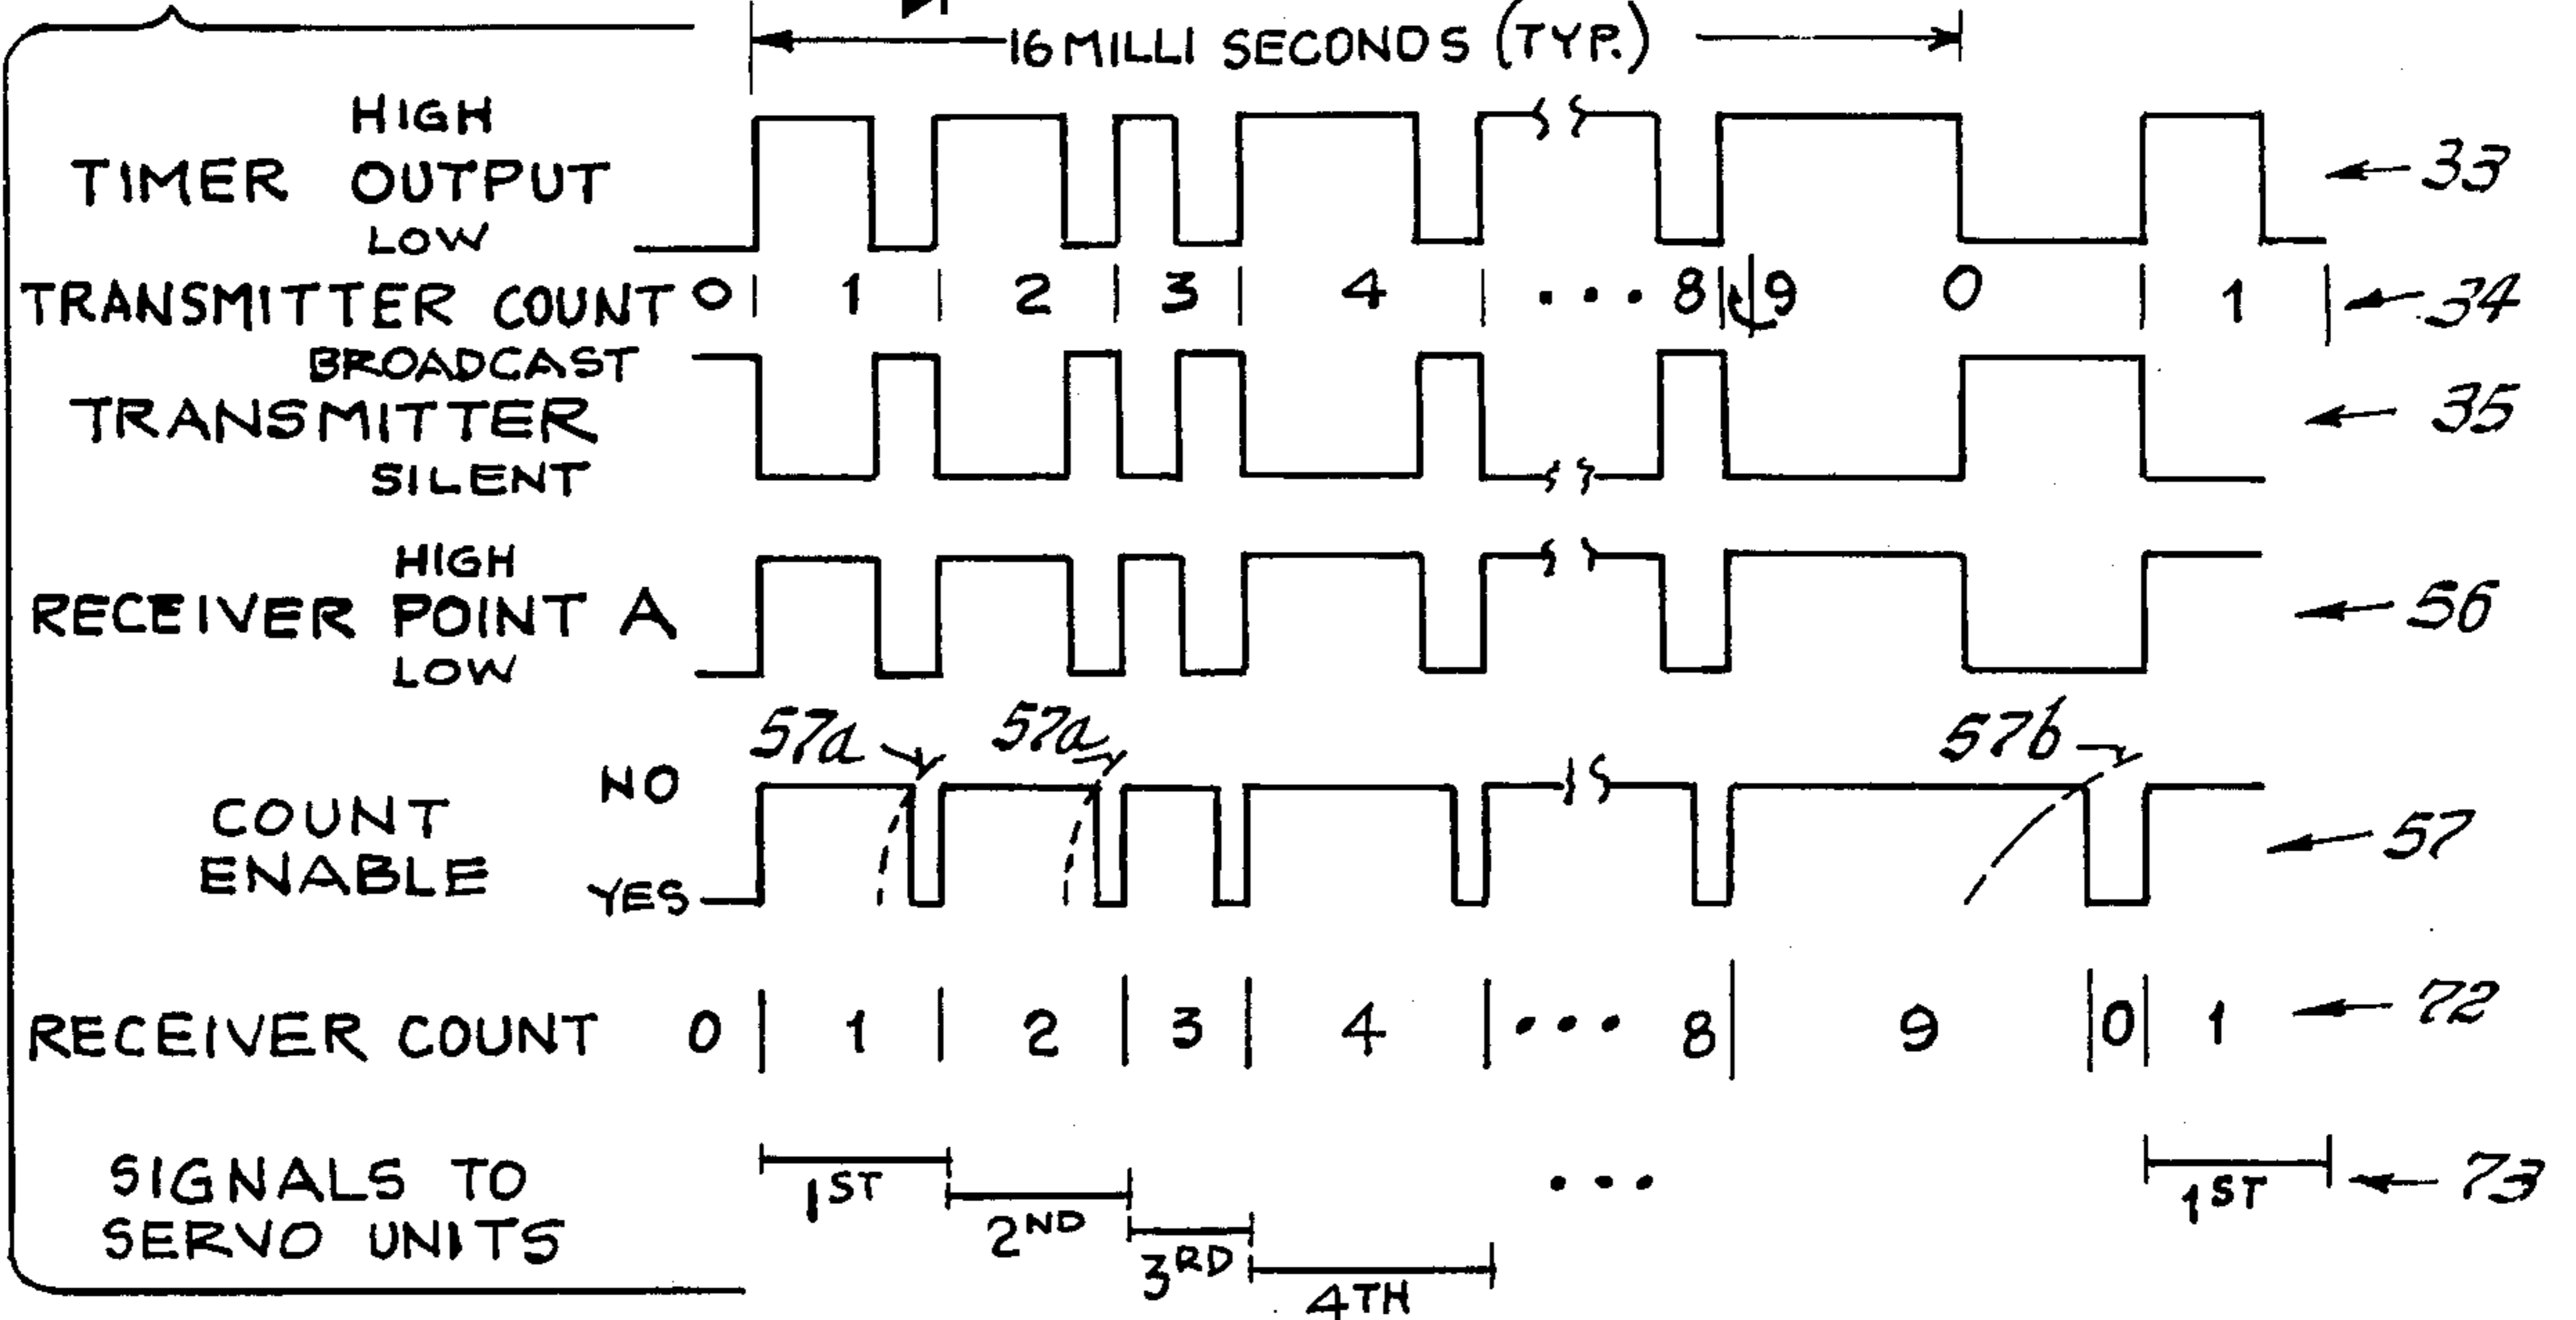 16 MILLI SECONDS (TYP.)
HIGH
TIMER OUTPUT
LOW
33
TRANSMITTER COUNT 0 1 2 3 4 ... 8 9 0 1
34
BROADCAST
TRANSMITTER
SILENT
35
HIGH
RECEIVER POINT A
LOW
56
57a 57a 57b
NO
COUNT
ENABLE
YES
57
RECEIVER COUNT 0 1 2 3 4 ... 8 9 0 1
72
SIGNALS TO
SERVO UNITS
1ST
2ND
3RD
4TH
...
1ST
73